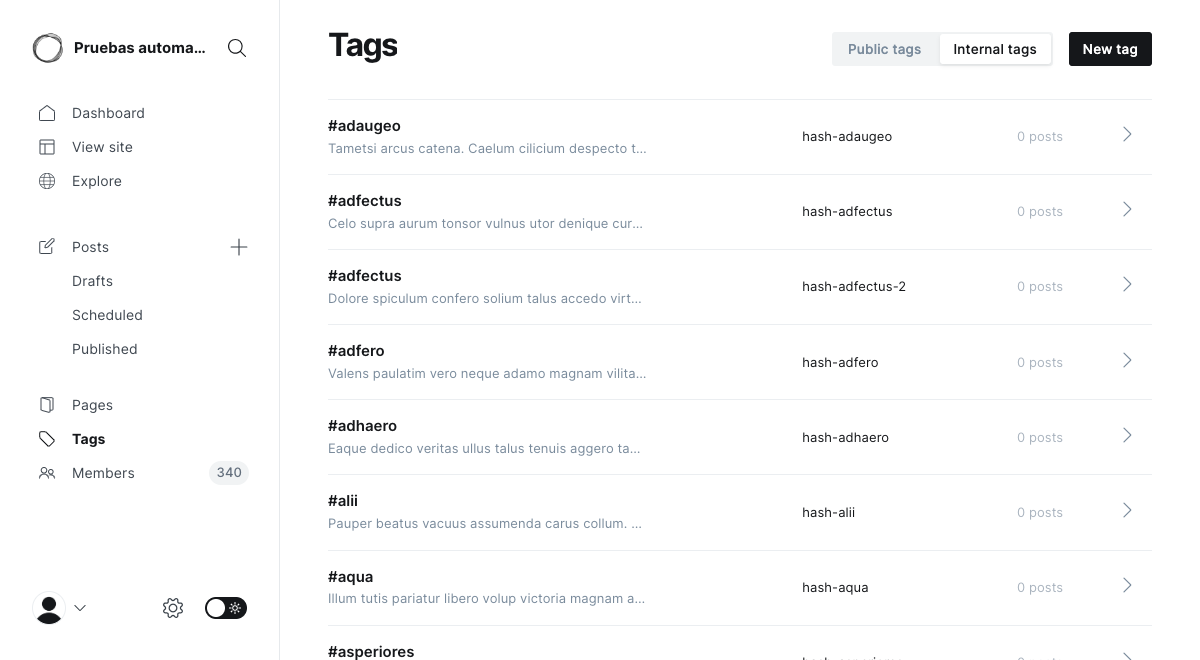 Pruebas automa...
Dashboard
View site
Explore
Posts
Drafts
Scheduled
Published
Pages
Tags
Members 340
Tags
Public tags Internal tags New tag
#adaugeo
Tametsi arcus catena. Caelum cilicium despecto t...
hash-adaugeo 0 posts
#adfectus
Celo supra aurum tonsor vulnus utor denique cur...
hash-adfectus 0 posts
#adfectus
Dolore spiculum confero solium talus accedo virt...
hash-adfectus-2 0 posts
#adfero
Valens paulatim vero neque adamo magnam vilita...
hash-adfero 0 posts
#adhaero
Eaque dedico veritas ullus talus tenuis aggero ta...
hash-adhaero 0 posts
#alii
Pauper beatus vacuus assumenda carus collum. ...
hash-alii 0 posts
#aqua
Illum tutis pariatur libero volup victoria magnam a...
hash-aqua 0 posts
#asperiores